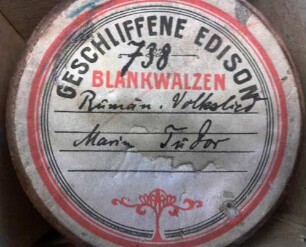 GESCHLIFFENE EDISON
738
BLANKWALZEN
Rumän. Volkslied
Maria Tudor